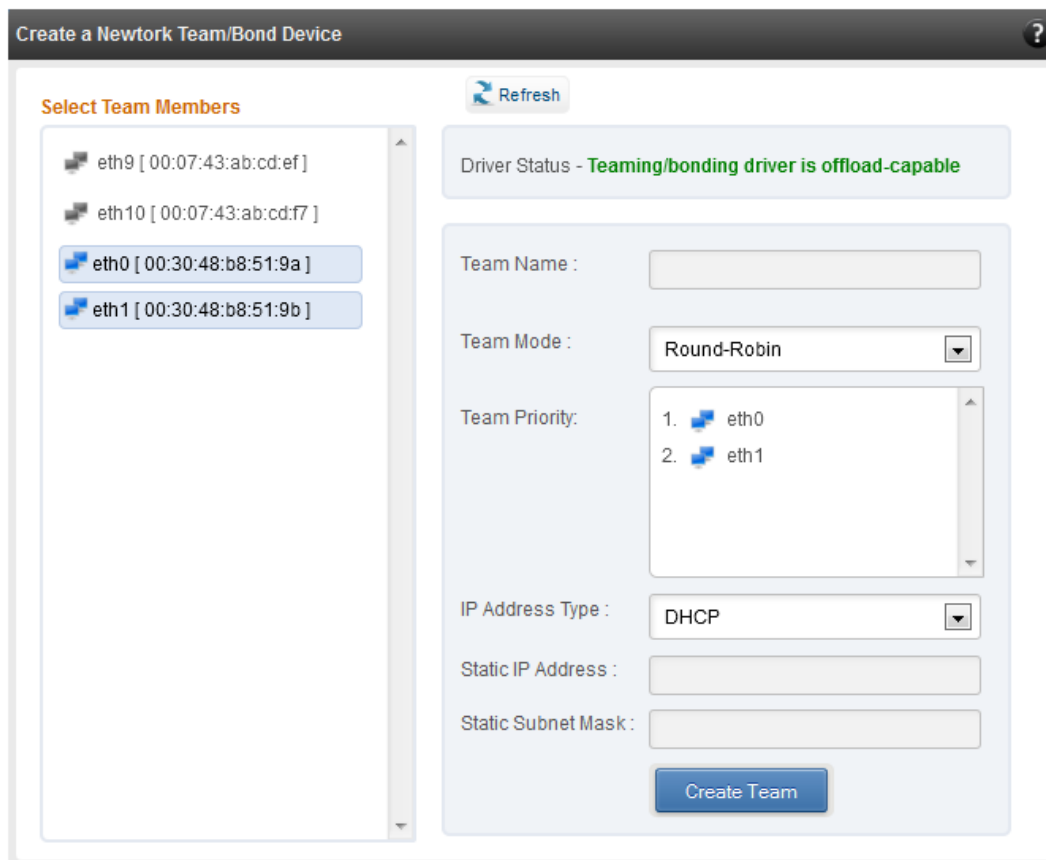 Create a Newtork Team/Bond Device
?
Select Team Members
Refresh
eth9 [ 00:07:43:ab:cd:ef ]
eth10 [ 00:07:43:ab:cd:f7 ]
eth0 [ 00:30:48:b8:51:9a ]
eth1 [ 00:30:48:b8:51:9b ]
Driver Status - Teaming/bonding driver is offload-capable
Team Name :
Team Mode :
Round-Robin
Team Priority:
1. eth0
2. eth1
IP Address Type :
DHCP
Static IP Address :
Static Subnet Mask :
Create Team